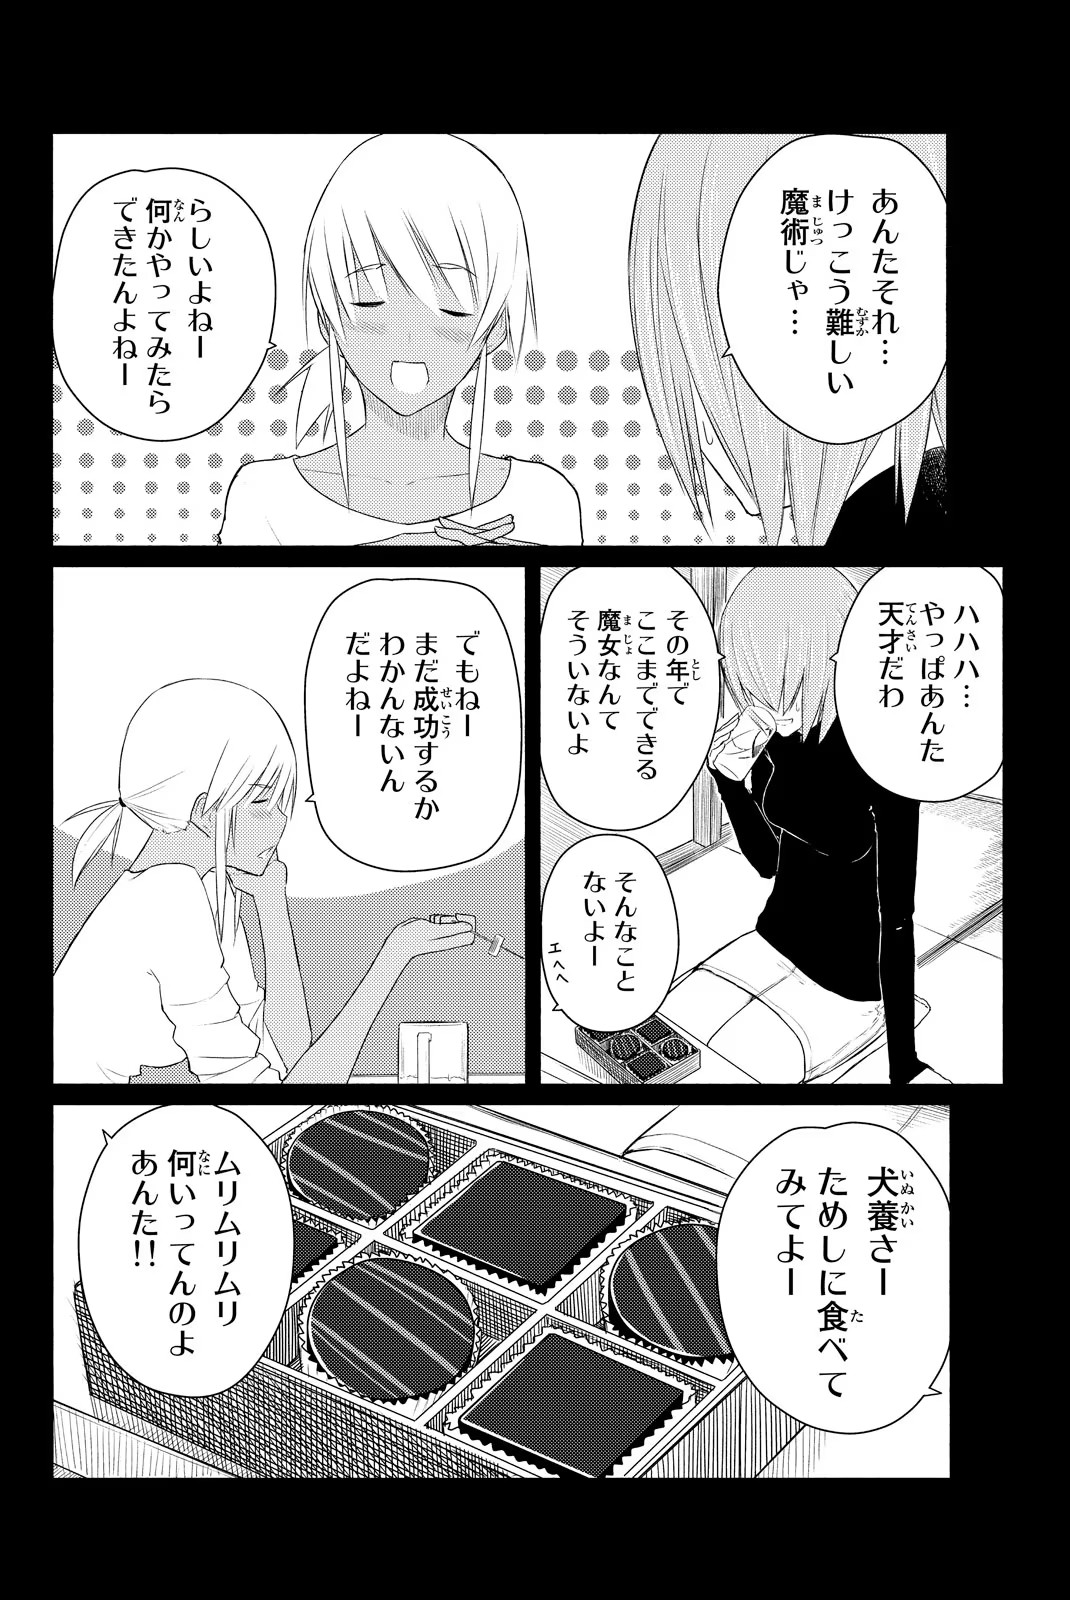 あんたそれ…
けっこう難しい
魔術じゃ…
らしいよねー
何かやってみたら
できたんよねー
ハハハ…
やっぱあんた
天才だわ
その年で
ここまでできる
魔女なんて
そういないよ
そんなこと
ないよー
エヘヘ
でもねー
まだ成功するか
わかんないん
だよねー
犬養さー
ためしに食べて
みてよー
ムリムリムリ
何いってんのよ
あんた!!